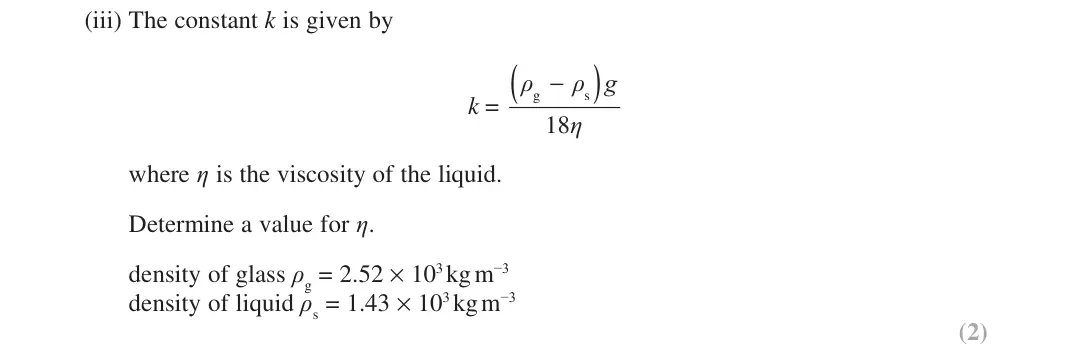 (iii) The constant k is given by
k = (ρg − ρs)g
18η
where η is the viscosity of the liquid.
Determine a value for η.
density of glass ρg = 2.52 × 10³ kg m⁻³
density of liquid ρs = 1.43 × 10³ kg m⁻³
(2)